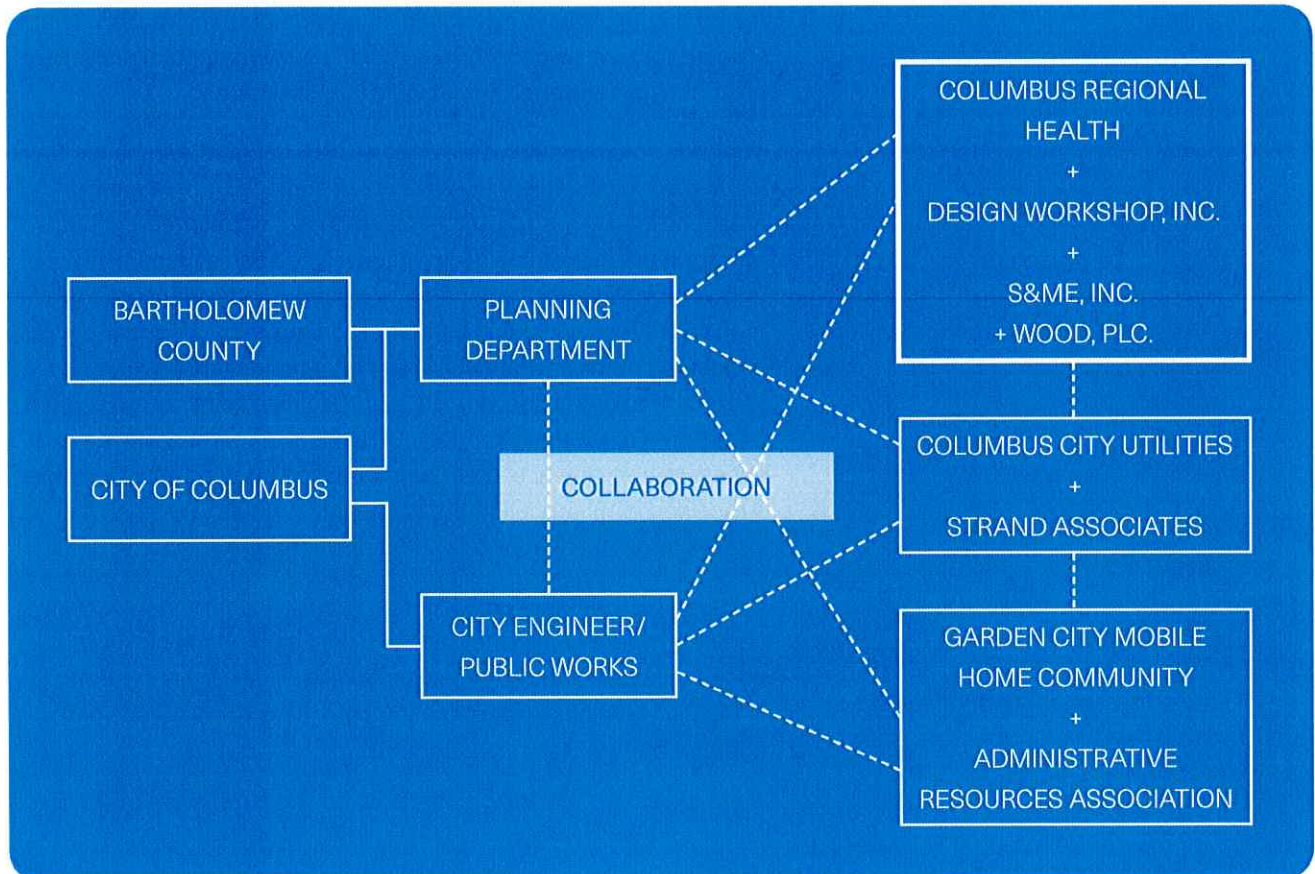 BARTHOLOMEW
COUNTY
CITY OF COLUMBUS
PLANNING
DEPARTMENT
COLLABORATION
CITY ENGINEER/
PUBLIC WORKS
COLUMBUS REGIONAL
HEALTH
+
DESIGN WORKSHOP, INC.
+
S&ME, INC.
+ WOOD, PLC.
COLUMBUS CITY UTILITIES
+
STRAND ASSOCIATES
GARDEN CITY MOBILE
HOME COMMUNITY
+
ADMINISTRATIVE
RESOURCES ASSOCIATION